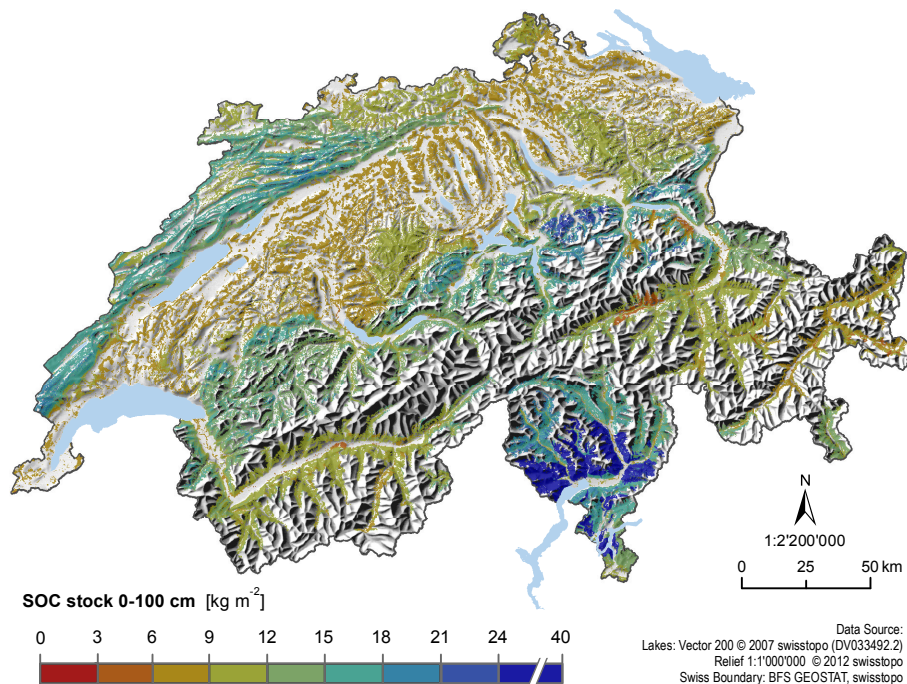 N
1:2'200'000
0 25 50 km
SOC stock 0-100 cm [kg m⁻²]
0 3 6 9 12 15 18 21 24 40
Data Source:
Lakes: Vector 200 © 2007 swisstopo (DV033492.2)
Relief 1:1'000'000 © 2012 swisstopo
Swiss Boundary: BFS GEOSTAT, swisstopo